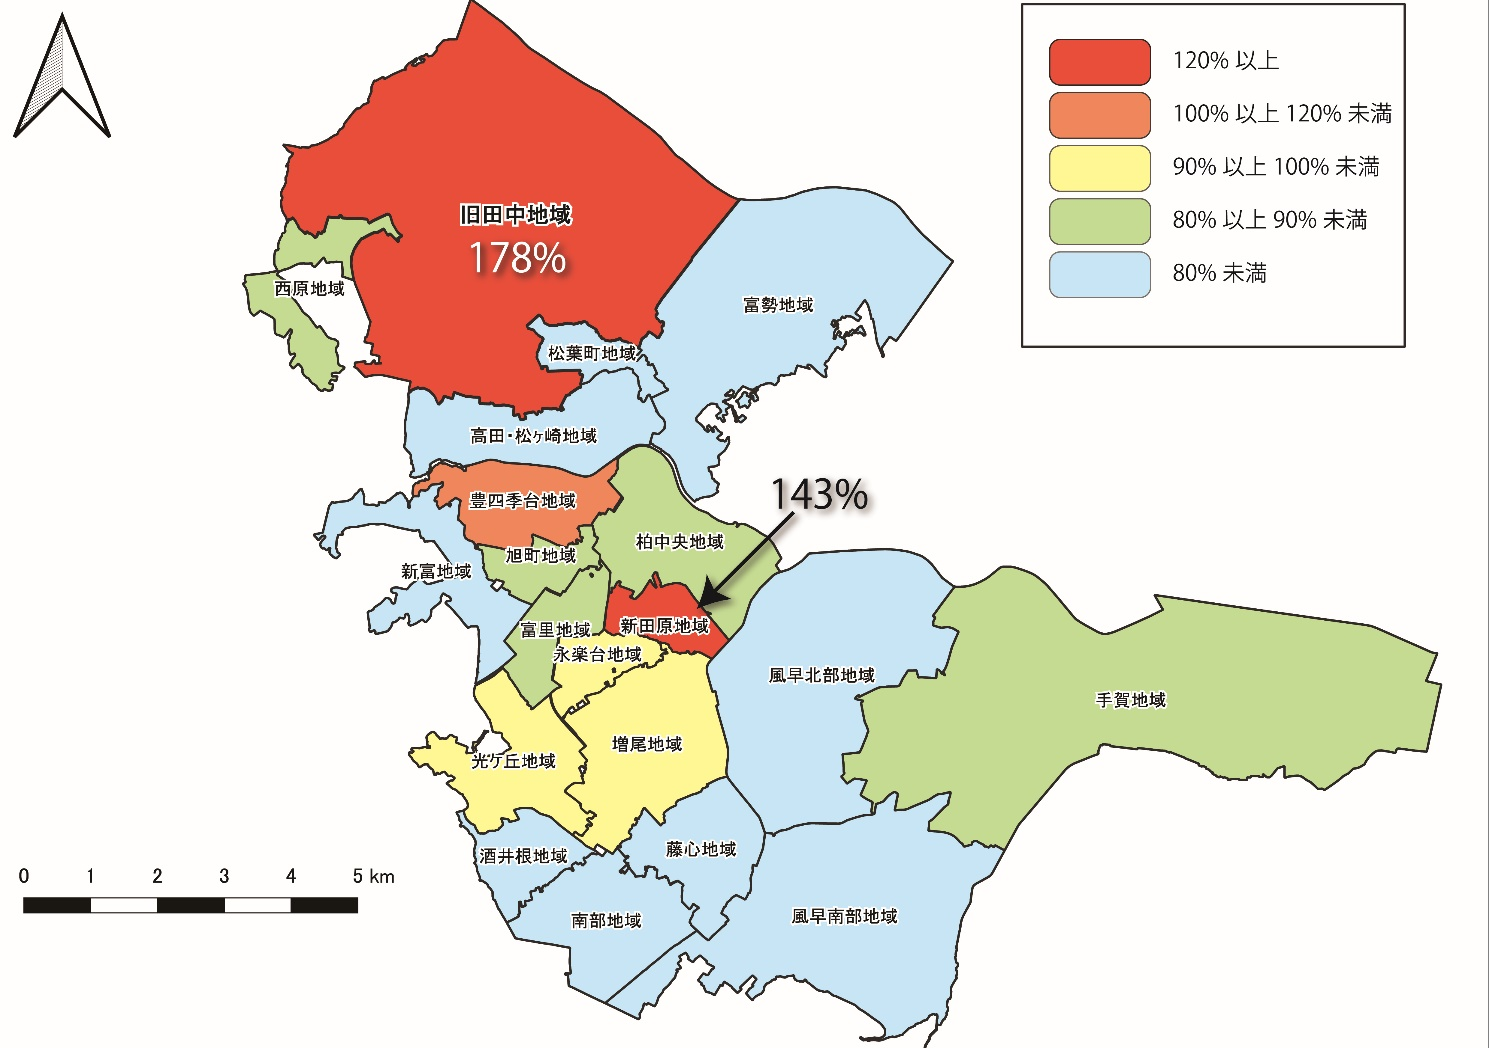 120% 以上
100% 以上 120% 未満
90% 以上 100% 未満
80% 以上 90% 未満
80% 未満
旧田中地域
178%
西原地域
富勢地域
松葉町地域
高田・松ヶ崎地域
143%
豊四季台地域
柏中央地域
旭町地域
新富地域
新田原地域
富里地域
永楽台地域
風早北部地域
手賀地域
増尾地域
光ケ丘地域
藤心地域
酒井根地域
南部地域
風早南部地域
0 1 2 3 4 5 km